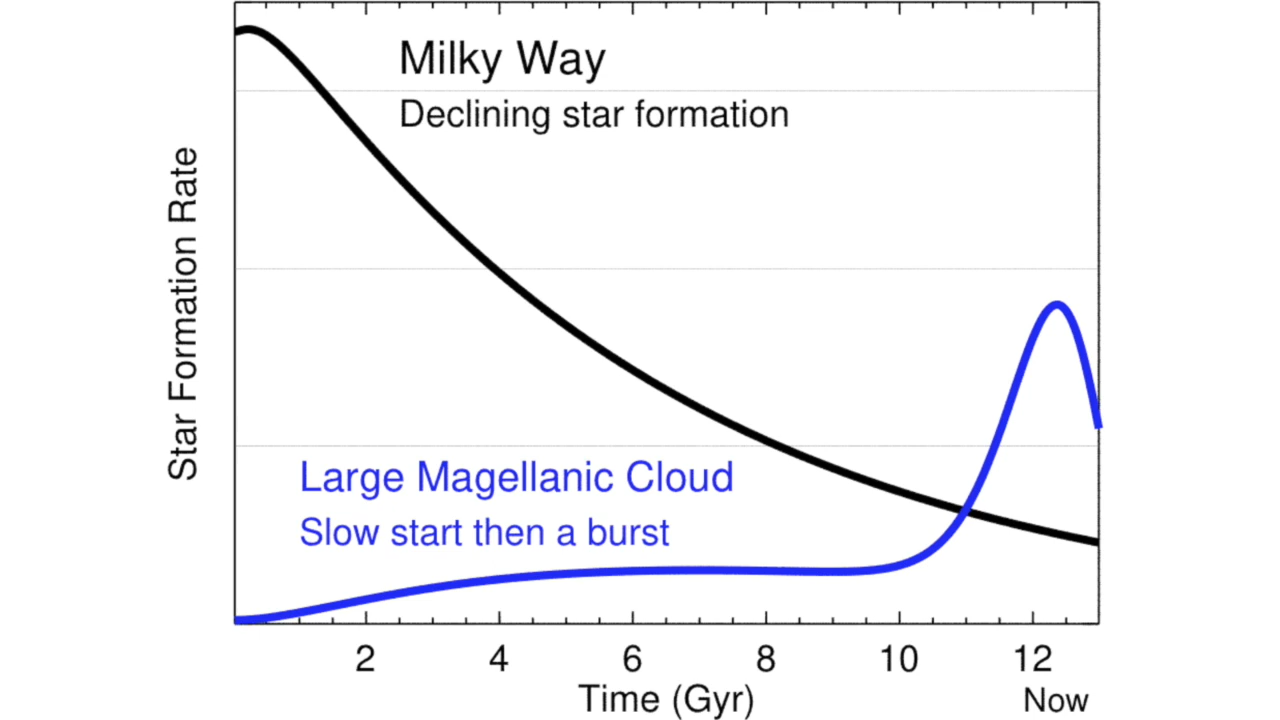 Milky Way
Declining star formation
Star Formation Rate
Large Magellanic Cloud
Slow start then a burst
2 4 6 8 10 12
Time (Gyr)
Now